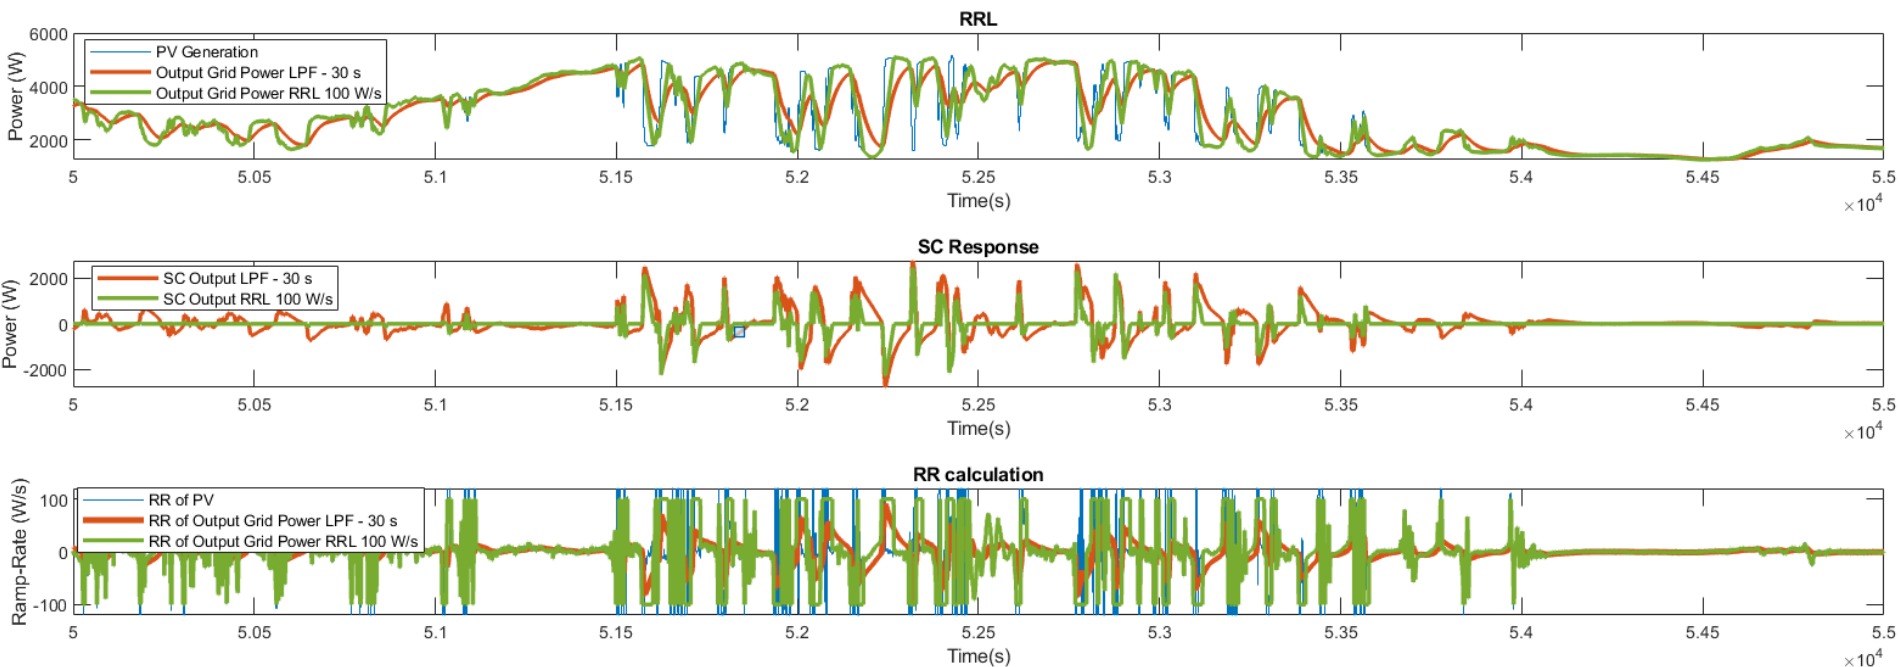 RRL
6000
4000
2000
Power (W)
PV Generation
Output Grid Power LPF - 30 s
Output Grid Power RRL 100 W/s
5 5.05 5.1 5.15 5.2 5.25 5.3 5.35 5.4 5.45 5.5
Time(s)
×10⁴
SC Response
2000
0
-2000
Power (W)
SC Output LPF - 30 s
SC Output RRL 100 W/s
5 5.05 5.1 5.15 5.2 5.25 5.3 5.35 5.4 5.45 5.5
Time(s)
×10⁴
RR calculation
100
0
-100
Ramp-Rate (W/s)
RR of PV
RR of Output Grid Power LPF - 30 s
RR of Output Grid Power RRL 100 W/s
5 5.05 5.1 5.15 5.2 5.25 5.3 5.35 5.4 5.45 5.5
Time(s)
×10⁴